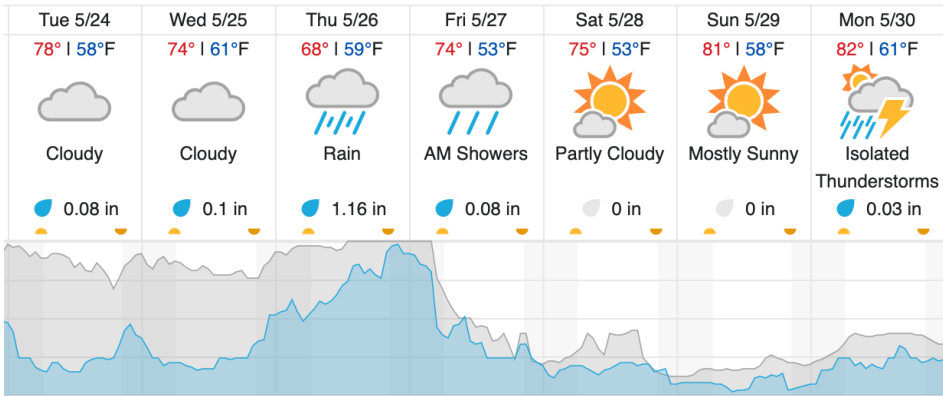 Tue 5/24 Wed 5/25 Thu 5/26 Fri 5/27 Sat 5/28 Sun 5/29 Mon 5/30
78° | 58°F 74° | 61°F 68° | 59°F 74° | 53°F 75° | 53°F 81° | 58°F 82° | 61°F
Cloudy Cloudy Rain AM Showers Partly Cloudy Mostly Sunny Isolated
Thunderstorms
0.08 in 0.1 in 1.16 in 0.08 in 0 in 0 in 0.03 in